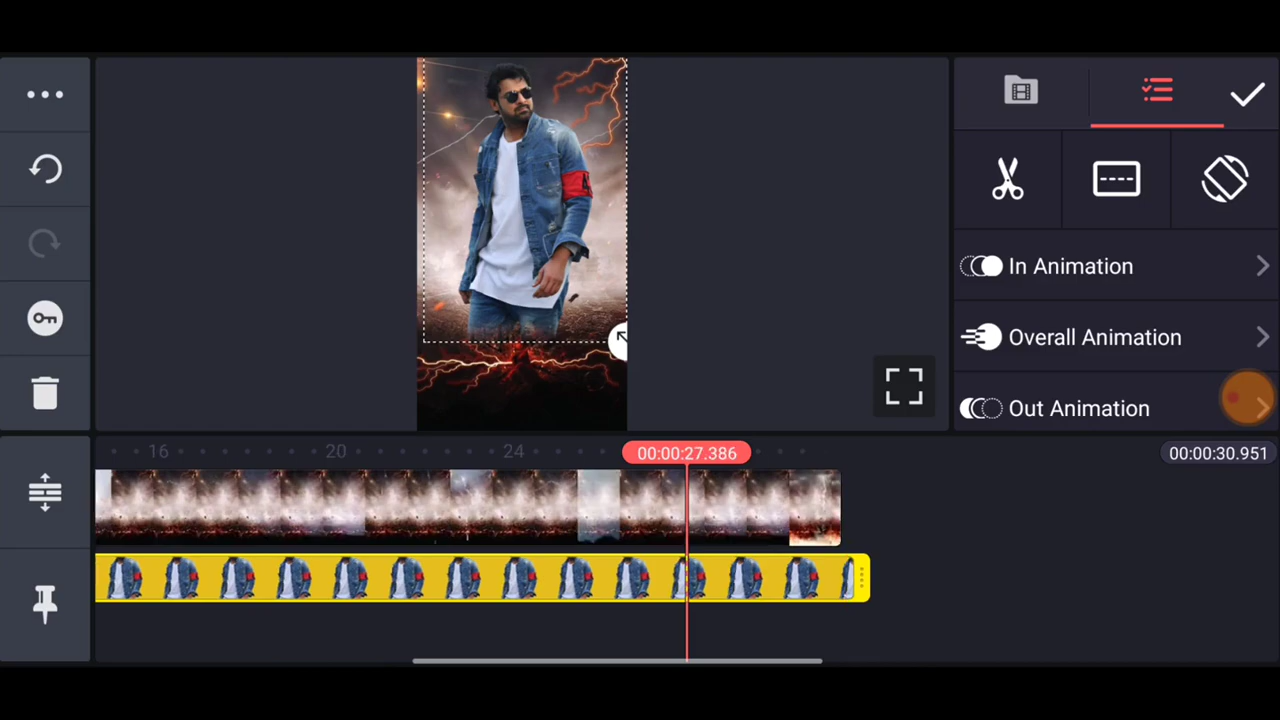 In Animation
Overall Animation
Out Animation
16
20
24
00:00:27.386
00:00:30.951